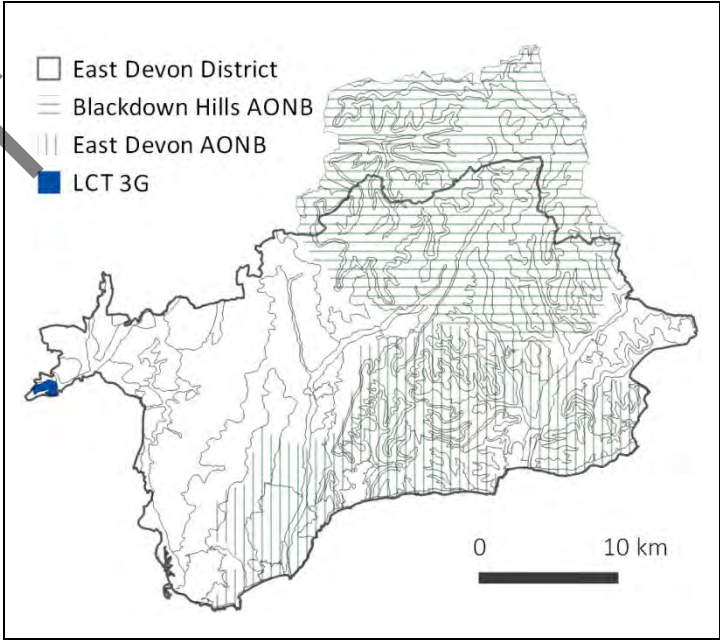 East Devon District
Blackdown Hills AONB
East Devon AONB
LCT 3G
0 10 km